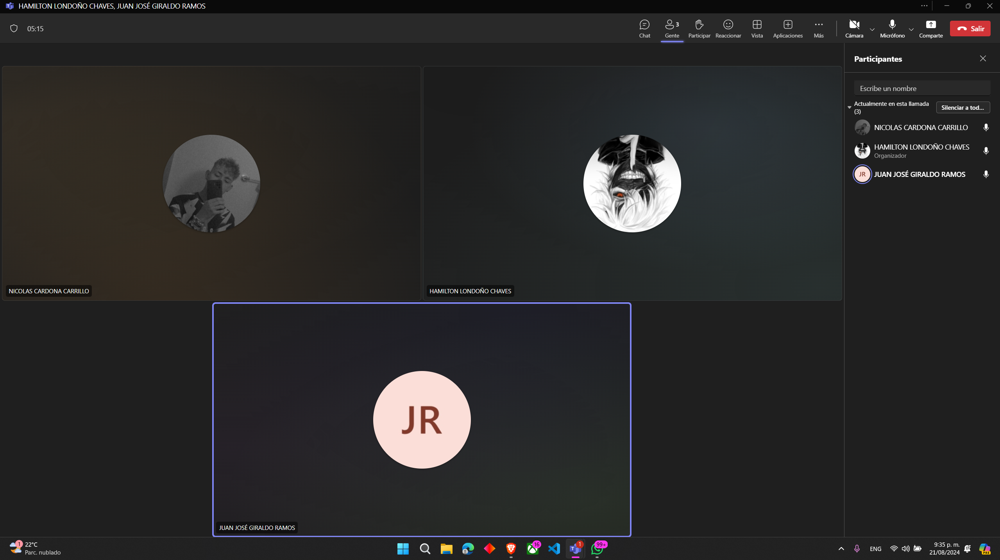 HAMILTON LONDOÑO CHAVES, JUAN JOSÉ GIRALDO RAMOS
05:15
Chat
Gente
3
Participar
Reaccionar
Vista
Aplicaciones
Más
Cámara
Micrófono
Comparte
Salir
NICOLAS CARDONA CARRILLO
HAMILTON LONDOÑO CHAVES
JR
JUAN JOSÉ GIRALDO RAMOS
Participantes
Escribe un nombre
Actualmente en esta llamada
(3)
Silenciar a tod...
NICOLAS CARDONA CARRILLO
HAMILTON LONDOÑO CHAVES
Organizador
JR
JUAN JOSÉ GIRALDO RAMOS
1
22°C
Parc. nublado
16
1
99+
ENG
9:35 p. m.
21/08/2024
PRE